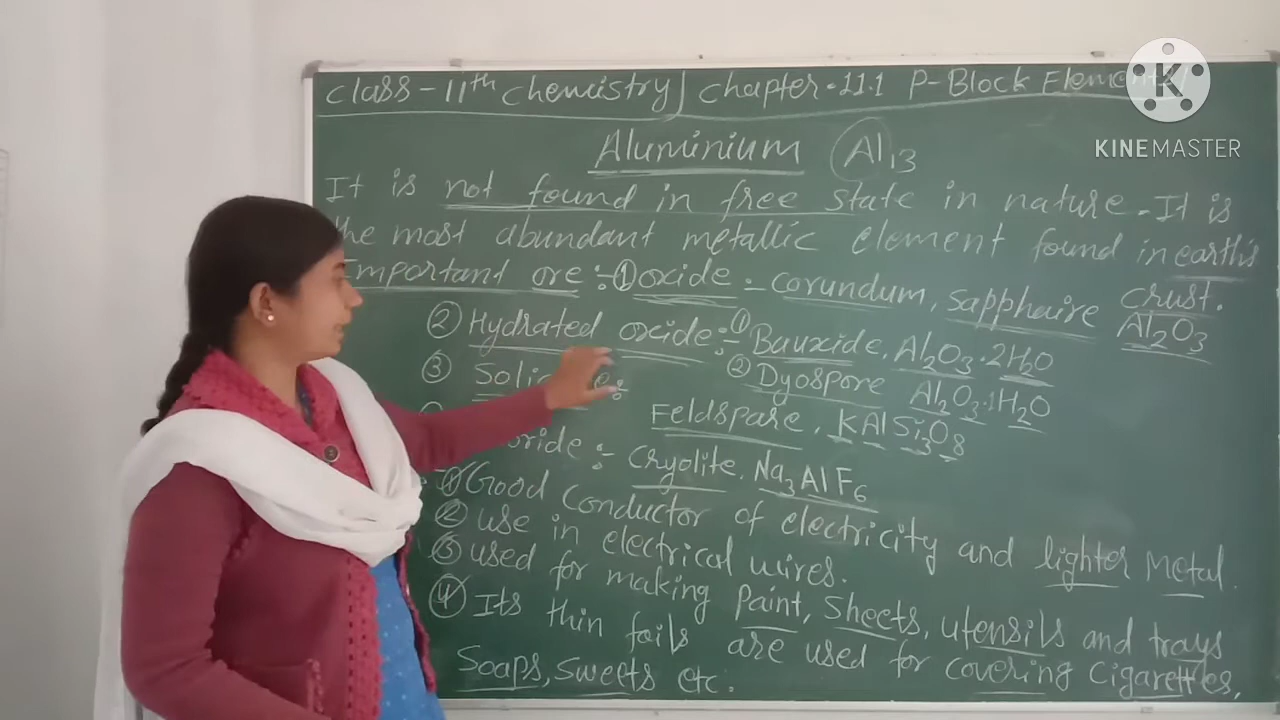 Class - 11th Chemistry] Chapter - 11.1 P-Block
K
KINEMASTER
Aluminium Al13
It is not found in free state in nature. It is
the most abundant metallic element found in earth's
crust.
Important ore :- ① Oxide :- corundum, Sapphaire Al2O3
② Hydrated oxide :- ① Bauxide, Al2O3·2H2O
② Dyospore Al2O3·1H2O
③
Feldspare, KAlSi3O8
Cryolite. Na3AlF6
① Good Conductor of electricity and lighter metal.
② use in electrical wires.
③ used for making paint, Sheets, utensils and trays
④ Its thin foils are used for covering Cigarettes,
Soaps, Sweets etc.